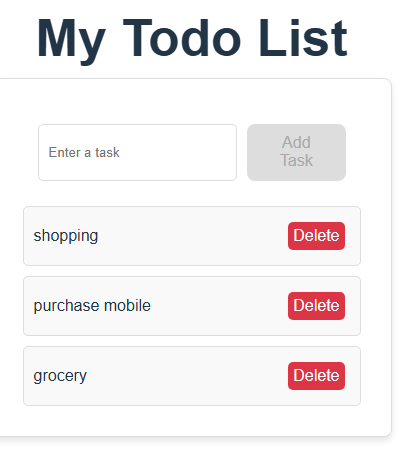 My Todo List
Enter a task
Add
Task
shopping
Delete
purchase mobile
Delete
grocery
Delete